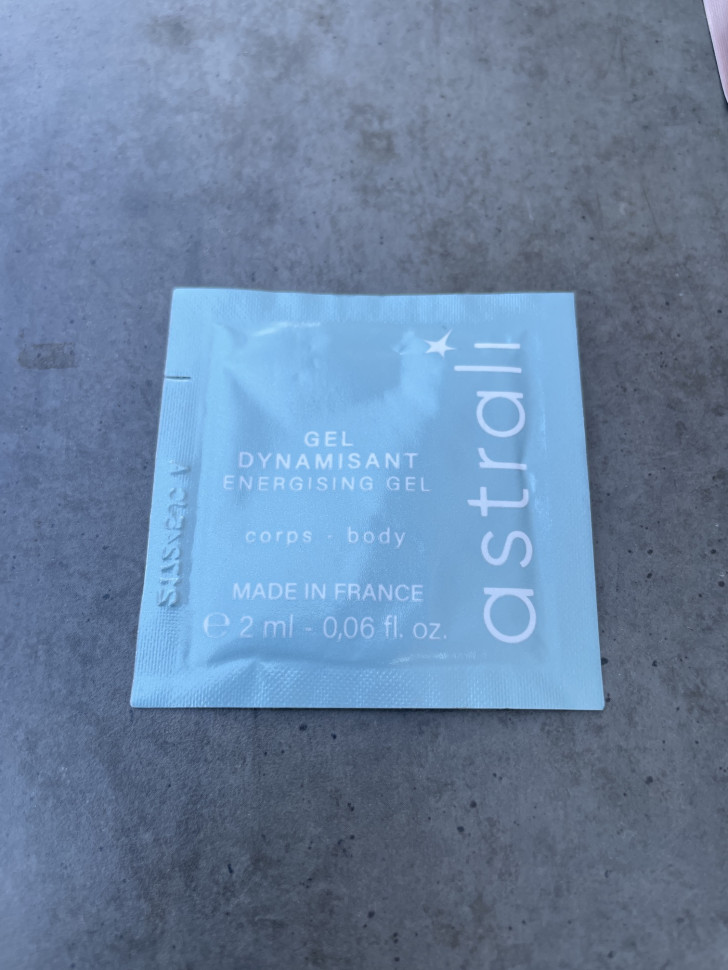 GEL
DYNAMISANT
ENERGISING GEL
corps · body
MADE IN FRANCE
℮ 2 ml - 0,06 fl. oz.
astrali